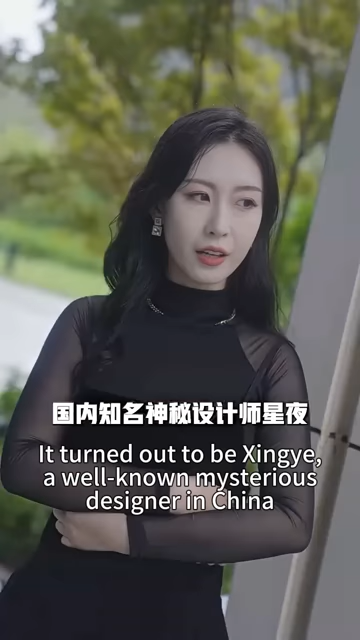 国内知名神秘设计师星夜
It turned out to be Xingye,
a well-known mysterious
designer in China